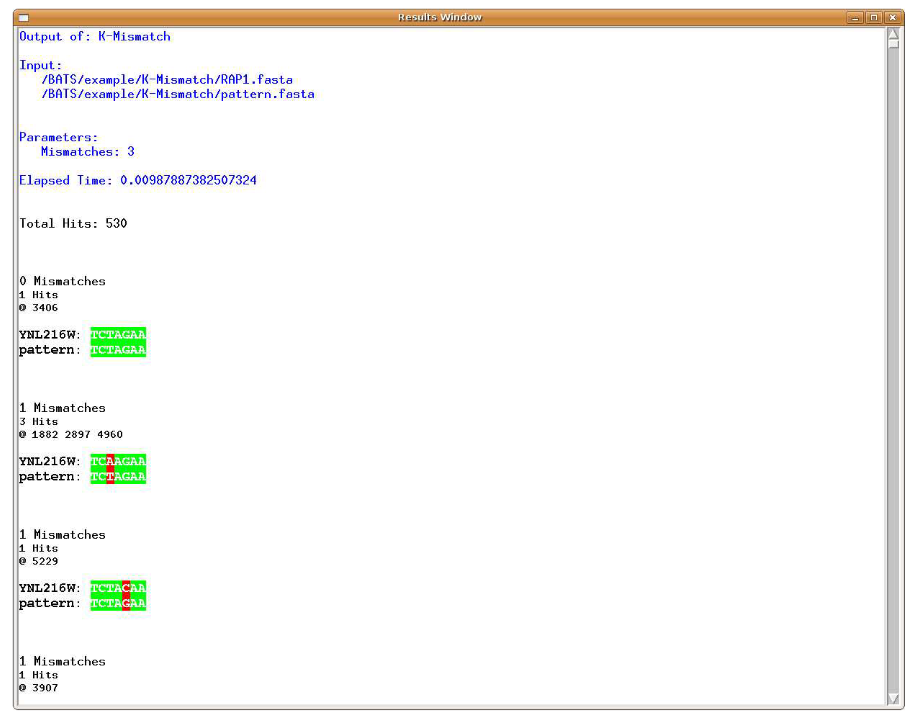 Results Window
Output of: K-Mismatch
Input:
/BATS/example/K-Mismatch/RAP1.fasta
/BATS/example/K-Mismatch/pattern.fasta
Parameters:
Mismatches: 3
Elapsed Time: 0.00987887382507324
Total Hits: 530
0 Mismatches
1 Hits
@ 3406
YNL216W: TCTAGAA
pattern: TCTAGAA
1 Mismatches
3 Hits
@ 1882 2897 4960
YNL216W: TCAAGAA
pattern: TCTAGAA
1 Mismatches
1 Hits
@ 5229
YNL216W: TCTACAA
pattern: TCTAGAA
1 Mismatches
1 Hits
@ 3907